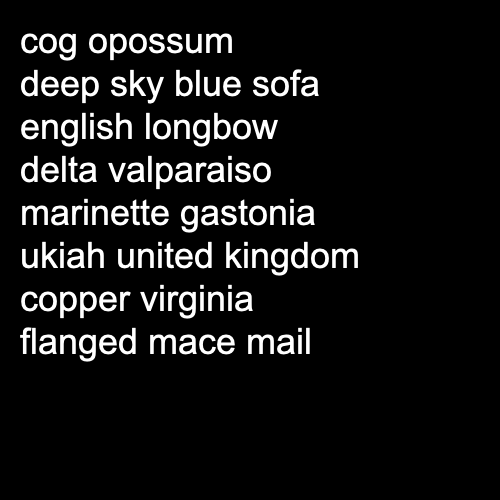 cog opossum
deep sky blue sofa
english longbow
delta valparaiso
marinette gastonia
ukiah united kingdom
copper virginia
flanged mace mail